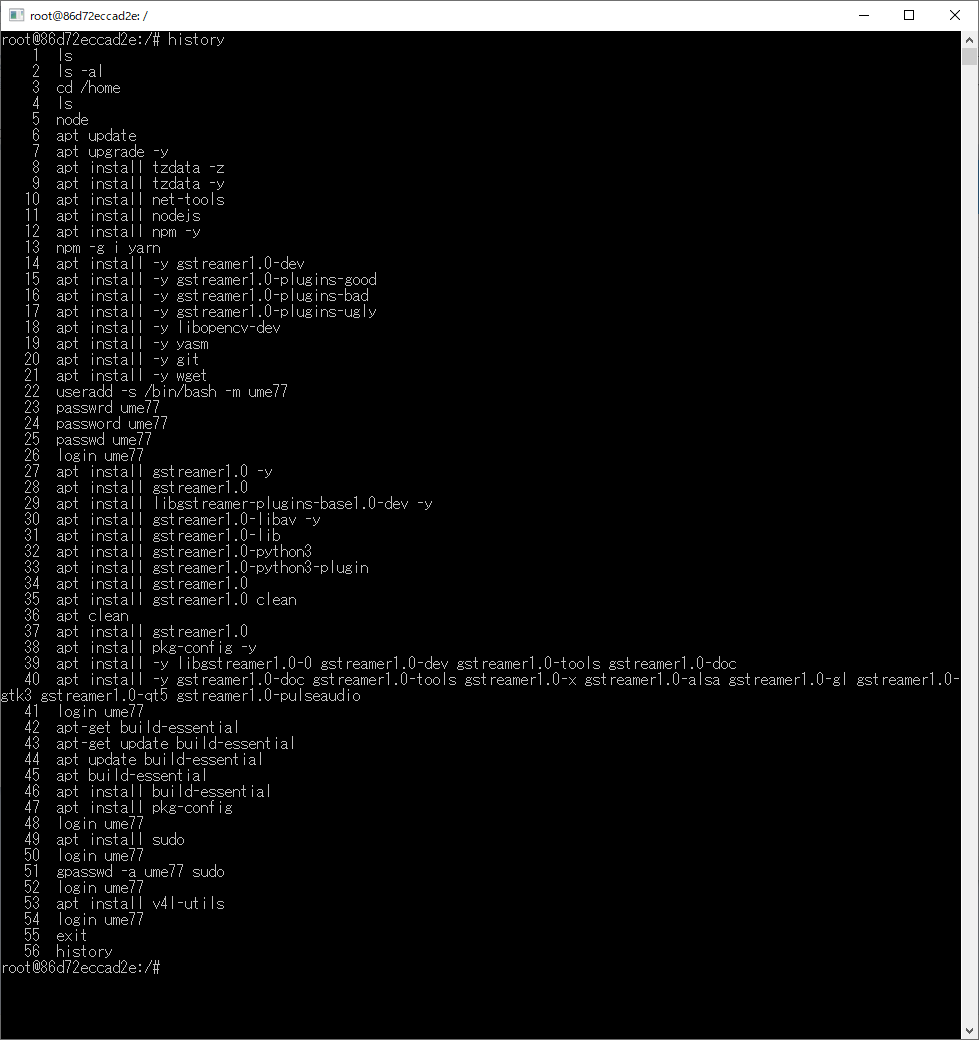 root@86d72eccad2e: /
root@86d72eccad2e:/# history
1 ls
2 ls -al
3 cd /home
4 ls
5 node
6 apt update
7 apt upgrade -y
8 apt install tzdata -z
9 apt install tzdata -y
10 apt install net-tools
11 apt install nodejs
12 apt install npm -y
13 npm -g i yarn
14 apt install -y gstreamer1.0-dev
15 apt install -y gstreamer1.0-plugins-good
16 apt install -y gstreamer1.0-plugins-bad
17 apt install -y gstreamer1.0-plugins-ugly
18 apt install -y libopencv-dev
19 apt install -y yasm
20 apt install -y git
21 apt install -y wget
22 useradd -s /bin/bash -m ume77
23 passwrd ume77
24 password ume77
25 passwd ume77
26 login ume77
27 apt install gstreamer1.0 -y
28 apt install gstreamer1.0
29 apt install libgstreamer-plugins-base1.0-dev -y
30 apt install gstreamer1.0-libav -y
31 apt install gstreamer1.0-lib
32 apt install gstreamer1.0-python3
33 apt install gstreamer1.0-python3-plugin
34 apt install gstreamer1.0
35 apt install gstreamer1.0 clean
36 apt clean
37 apt install gstreamer1.0
38 apt install pkg-config -y
39 apt install -y libgstreamer1.0-0 gstreamer1.0-dev gstreamer1.0-tools gstreamer1.0-doc
40 apt install -y gstreamer1.0-doc gstreamer1.0-tools gstreamer1.0-x gstreamer1.0-alsa gstreamer1.0-gl gstreamer1.0-
gtk3 gstreamer1.0-qt5 gstreamer1.0-pulseaudio
41 login ume77
42 apt-get build-essential
43 apt-get update build-essential
44 apt update build-essential
45 apt build-essential
46 apt install build-essential
47 apt install pkg-config
48 login ume77
49 apt install sudo
50 login ume77
51 gpasswd -a ume77 sudo
52 login ume77
53 apt install v4l-utils
54 login ume77
55 exit
56 history
root@86d72eccad2e:/#